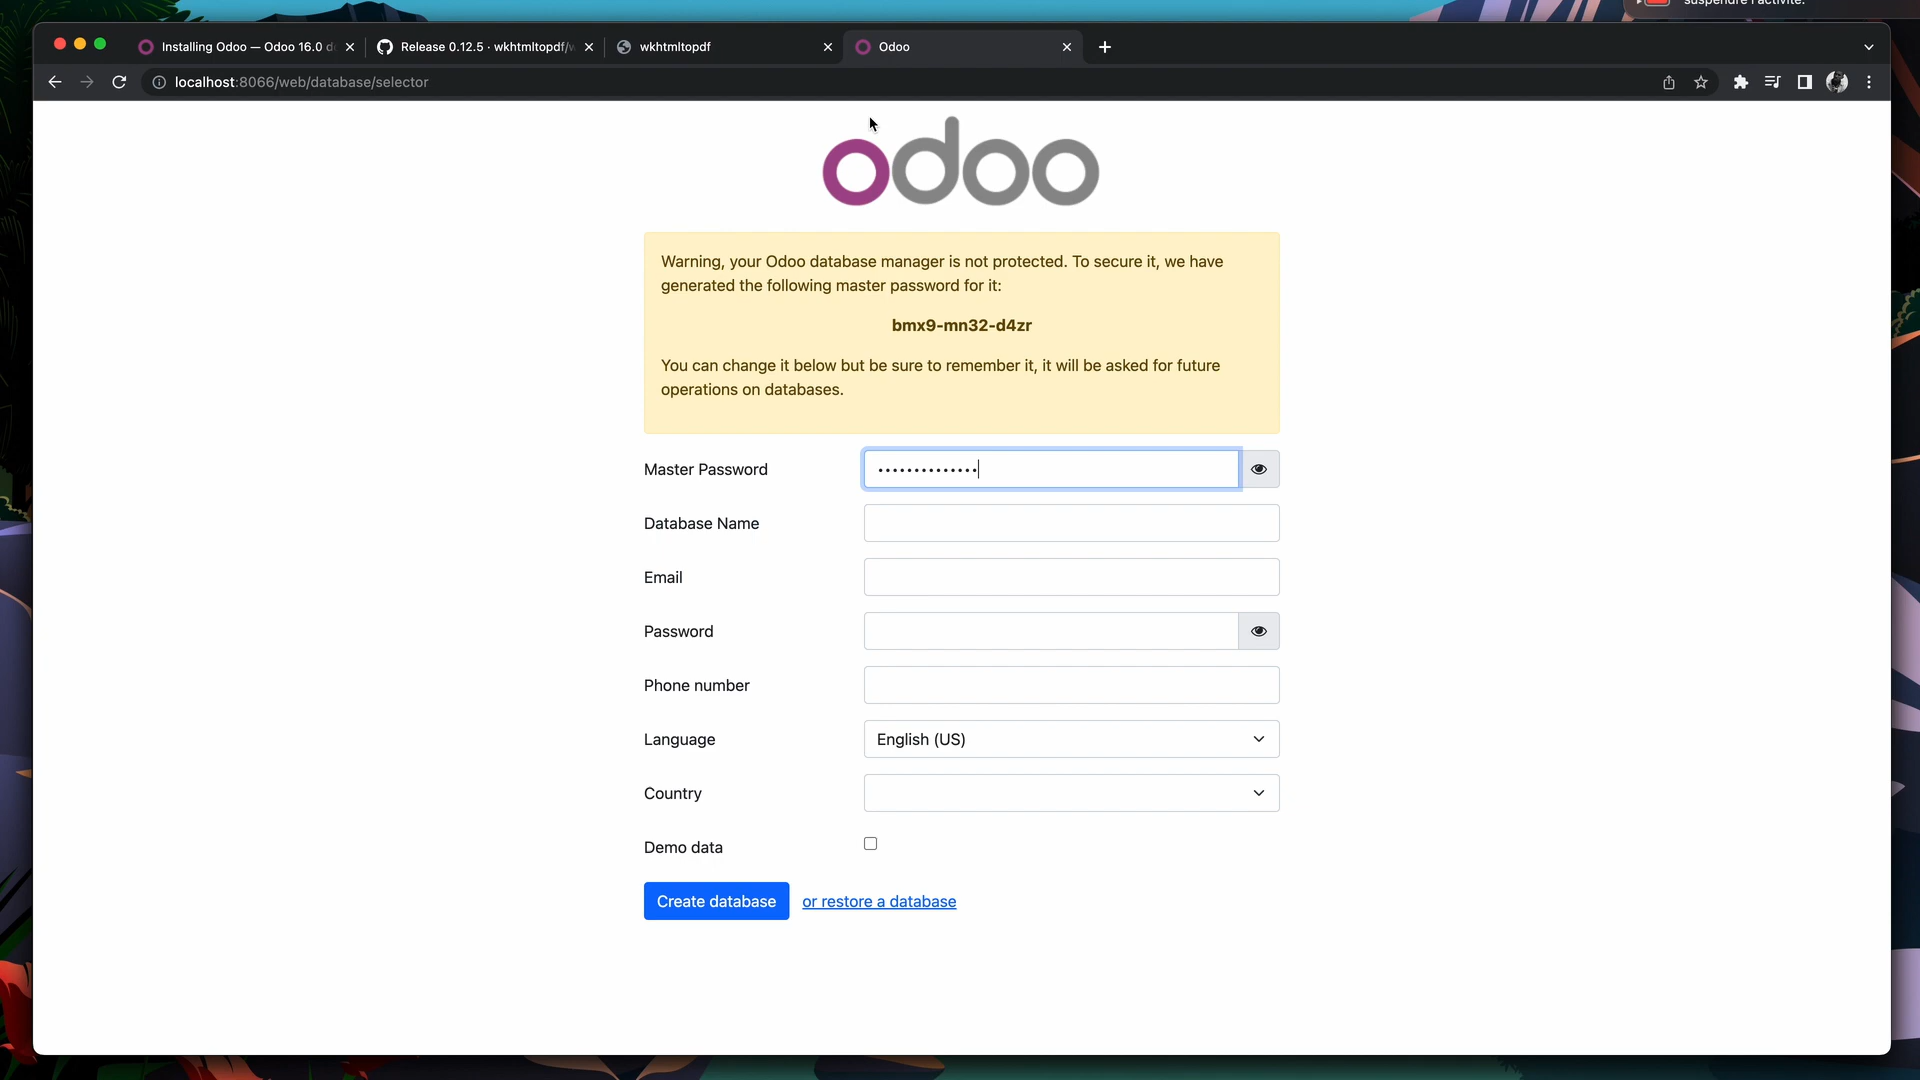 suspendre l'activité.
Installing Odoo — Odoo 16.0 d
Release 0.12.5 · wkhtmltopdf/w
wkhtmltopdf
Odoo
localhost:8066/web/database/selector
odoo
Warning, your Odoo database manager is not protected. To secure it, we have
generated the following master password for it:
bmx9-mn32-d4zr
You can change it below but be sure to remember it, it will be asked for future
operations on databases.
Master Password
Database Name
Email
Password
Phone number
Language
English (US)
Country
Demo data
Create database
or restore a database